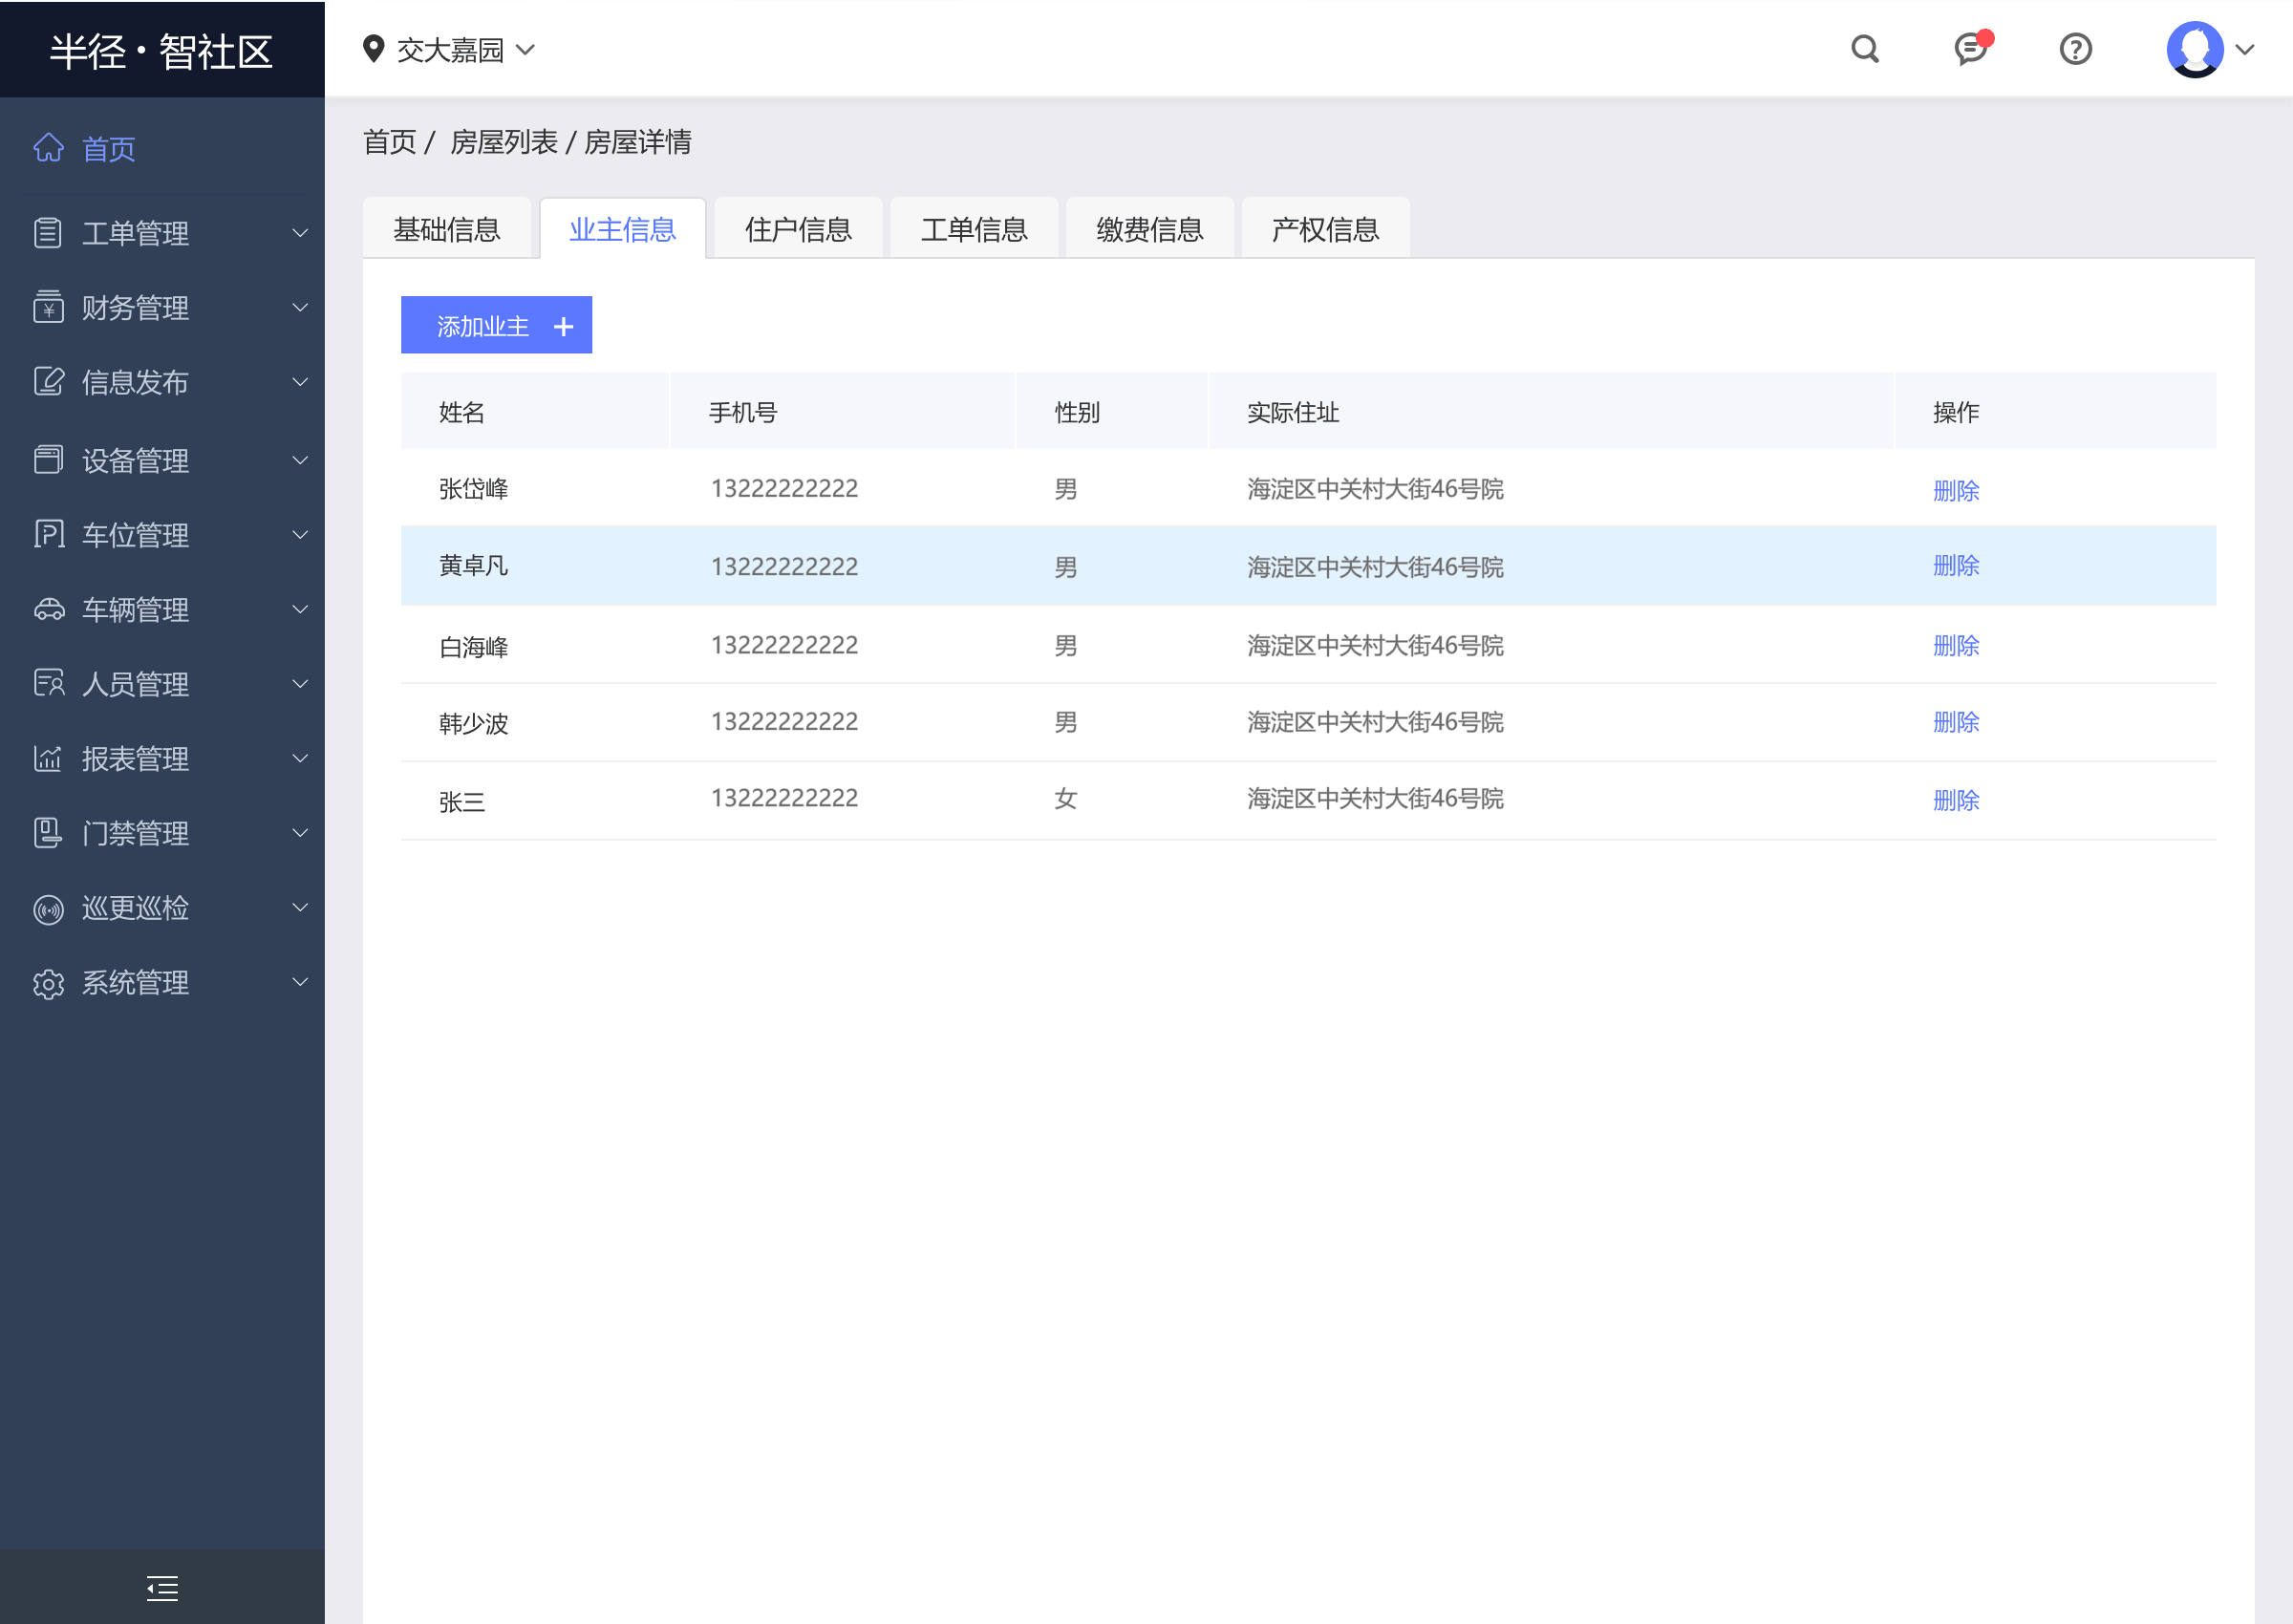 半径·智社区
交大嘉园
首页
工单管理
财务管理
信息发布
设备管理
车位管理
车辆管理
人员管理
报表管理
门禁管理
巡更巡检
系统管理
首页 / 房屋列表 / 房屋详情
基础信息 业主信息 住户信息 工单信息 缴费信息 产权信息
添加业主 +
姓名 手机号 性别 实际住址 操作
张岱峰 13222222222 男 海淀区中关村大街46号院 删除
黄卓凡 13222222222 男 海淀区中关村大街46号院 删除
白海峰 13222222222 男 海淀区中关村大街46号院 删除
韩少波 13222222222 男 海淀区中关村大街46号院 删除
张三 13222222222 女 海淀区中关村大街46号院 删除